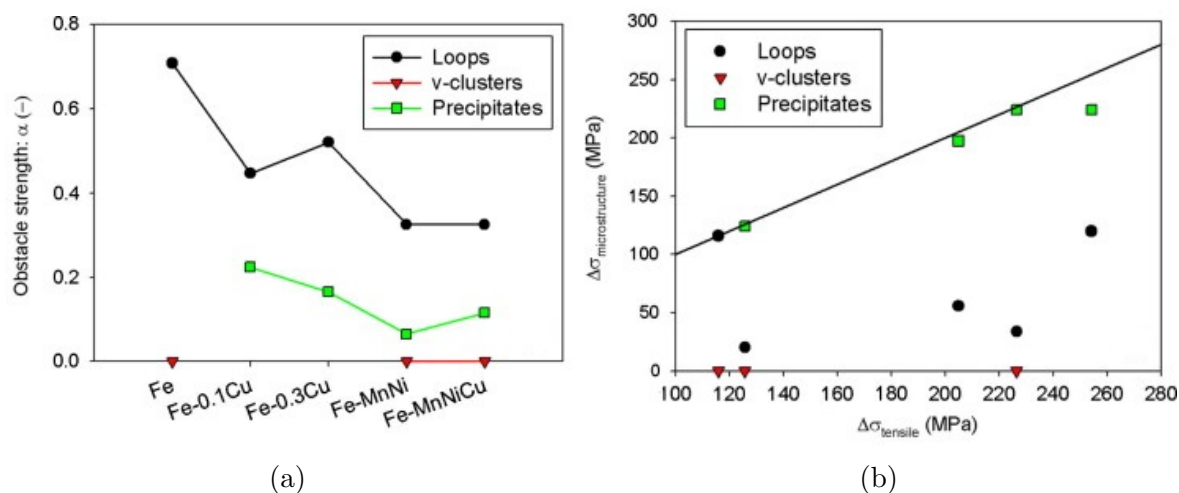 0.8
0.6
0.4
0.2
0.0
Obstacle strength: α (−)
Loops
v-clusters
Precipitates
Fe
Fe-0.1Cu
Fe-0.3Cu
Fe-MnNi
Fe-MnNiCu
(a)
300
250
200
150
100
50
0
Δσmicrostructure (MPa)
Loops
v-clusters
Precipitates
100 120 140 160 180 200 220 240 260 280
Δσtensile (MPa)
(b)